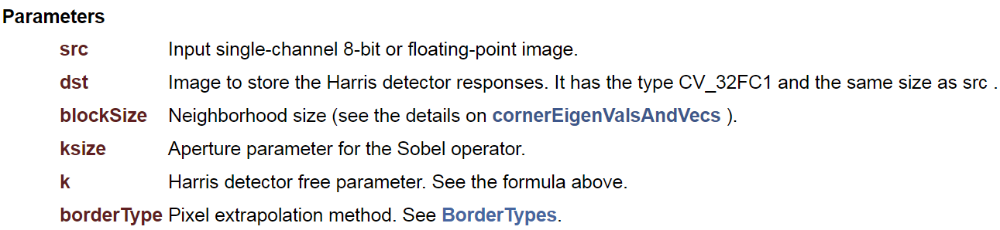 Parameters
src Input single-channel 8-bit or floating-point image.
dst Image to store the Harris detector responses. It has the type CV_32FC1 and the same size as src .
blockSize Neighborhood size (see the details on cornerEigenValsAndVecs ).
ksize Aperture parameter for the Sobel operator.
k Harris detector free parameter. See the formula above.
borderType Pixel extrapolation method. See BorderTypes.